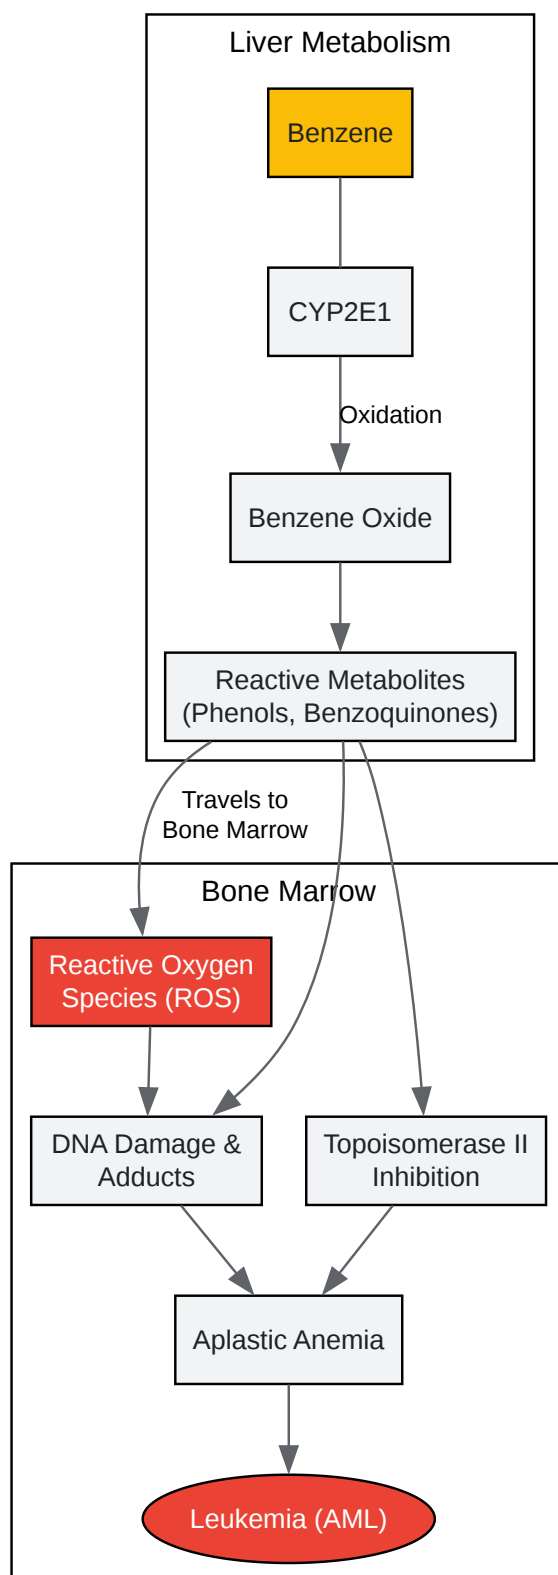 Liver Metabolism
Benzene
CYP2E1
Oxidation
Benzene Oxide
Reactive Metabolites
(Phenols, Benzoquinones)
Travels to
Bone Marrow
Bone Marrow
Reactive Oxygen
Species (ROS)
DNA Damage &
Adducts
Topoisomerase II
Inhibition
Aplastic Anemia
Leukemia (AML)